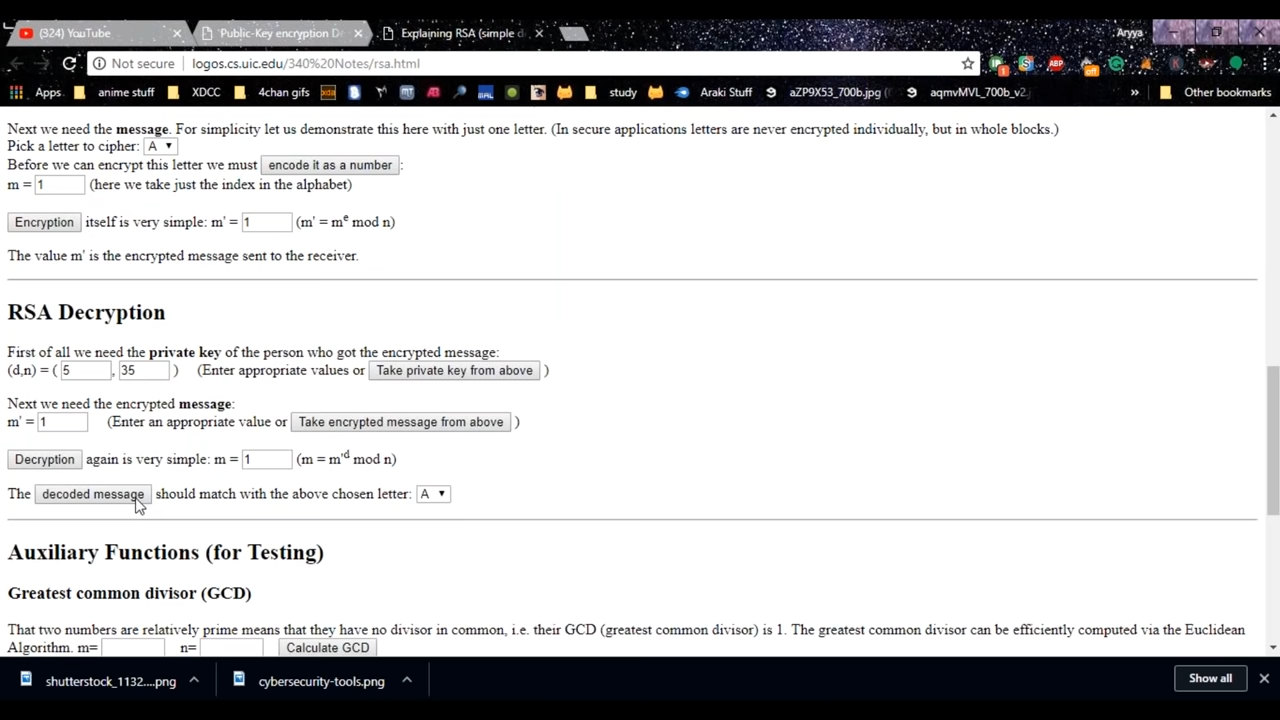 (324) YouTube
'Public-Key encryption D
Explaining RSA (simple d
Aryya
Not secure
logos.cs.uic.edu/340%20Notes/rsa.html
Apps
anime stuff
XDCC
4chan gifs
study
Araki Stuff
aZP9X53_700b.jpg (
aqmvMVL_700b_v2.j
»
Other bookmarks
Next we need the message. For simplicity let us demonstrate this here with just one letter. (In secure applications letters are never encrypted individually, but in whole blocks.)
Pick a letter to cipher: A
Before we can encrypt this letter we must encode it as a number :
m = 1 (here we take just the index in the alphabet)
Encryption itself is very simple: m' = 1 (m' = mᵉ mod n)
The value m' is the encrypted message sent to the receiver.
RSA Decryption
First of all we need the private key of the person who got the encrypted message:
(d,n) = ( 5 , 35 ) (Enter appropriate values or Take private key from above )
Next we need the encrypted message:
m' = 1 (Enter an appropriate value or Take encrypted message from above )
Decryption again is very simple: m = 1 (m = m'ᵈ mod n)
The decoded message should match with the above chosen letter: A
Auxiliary Functions (for Testing)
Greatest common divisor (GCD)
That two numbers are relatively prime means that they have no divisor in common, i.e. their GCD (greatest common divisor) is 1. The greatest common divisor can be efficiently computed via the Euclidean
Algorithm. m= n= Calculate GCD
shutterstock_1132....png
cybersecurity-tools.png
Show all